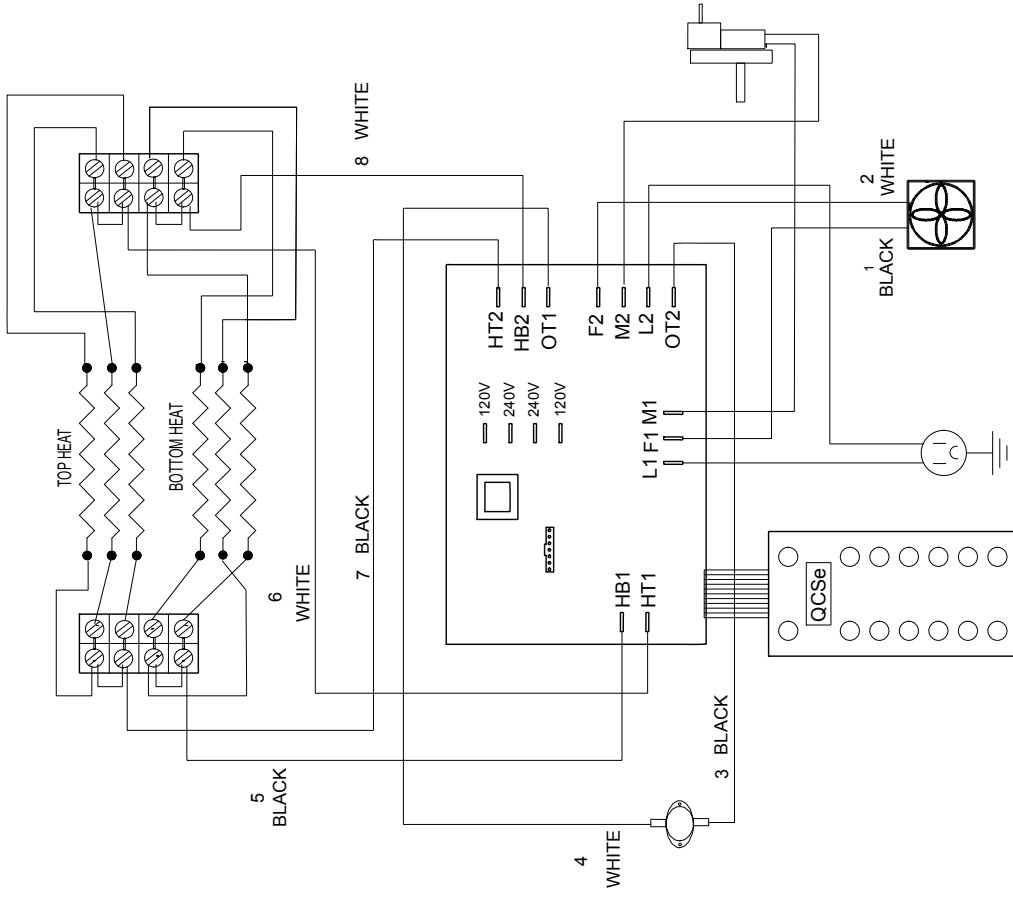 8 WHITE
2
WHITE
1
BLACK
TOP HEAT
BOTTOM HEAT
6
WHITE
7 BLACK
5
BLACK
4
WHITE
3 BLACK
HT2
HB2
OT1
F2
M2
L2
OT2
120V
240V
240V
120V
L1 F1 M1
HB1
HT1
QCSe